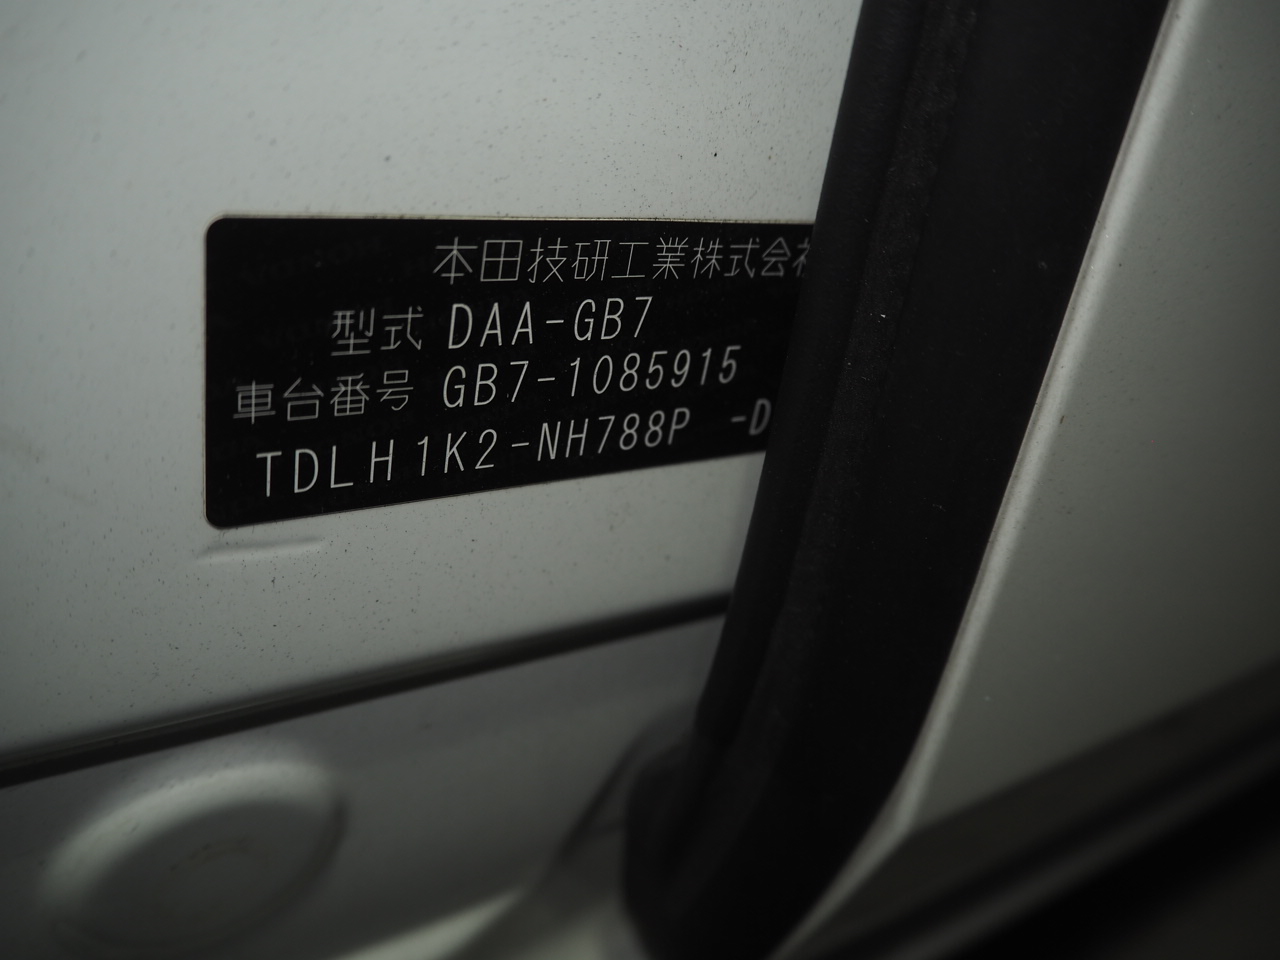 本田技研工業株式会社
型式 DAA-GB7
車台番号 GB7-1085915
TDLH1K2-NH788P -D